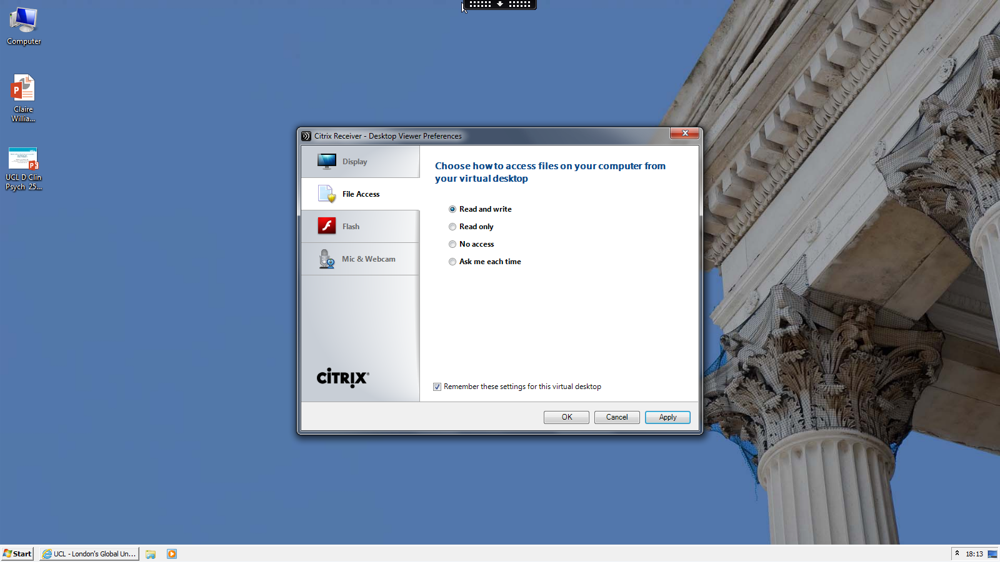 Computer
Claire
Willia...
UCL D Clin
Psych 25...
Citrix Receiver - Desktop Viewer Preferences
Display
File Access
Flash
Mic & Webcam
CITRIX®
Choose how to access files on your computer from
your virtual desktop
Read and write
Read only
No access
Ask me each time
Remember these settings for this virtual desktop
OK
Cancel
Apply
Start
UCL - London's Global Un...
18:13